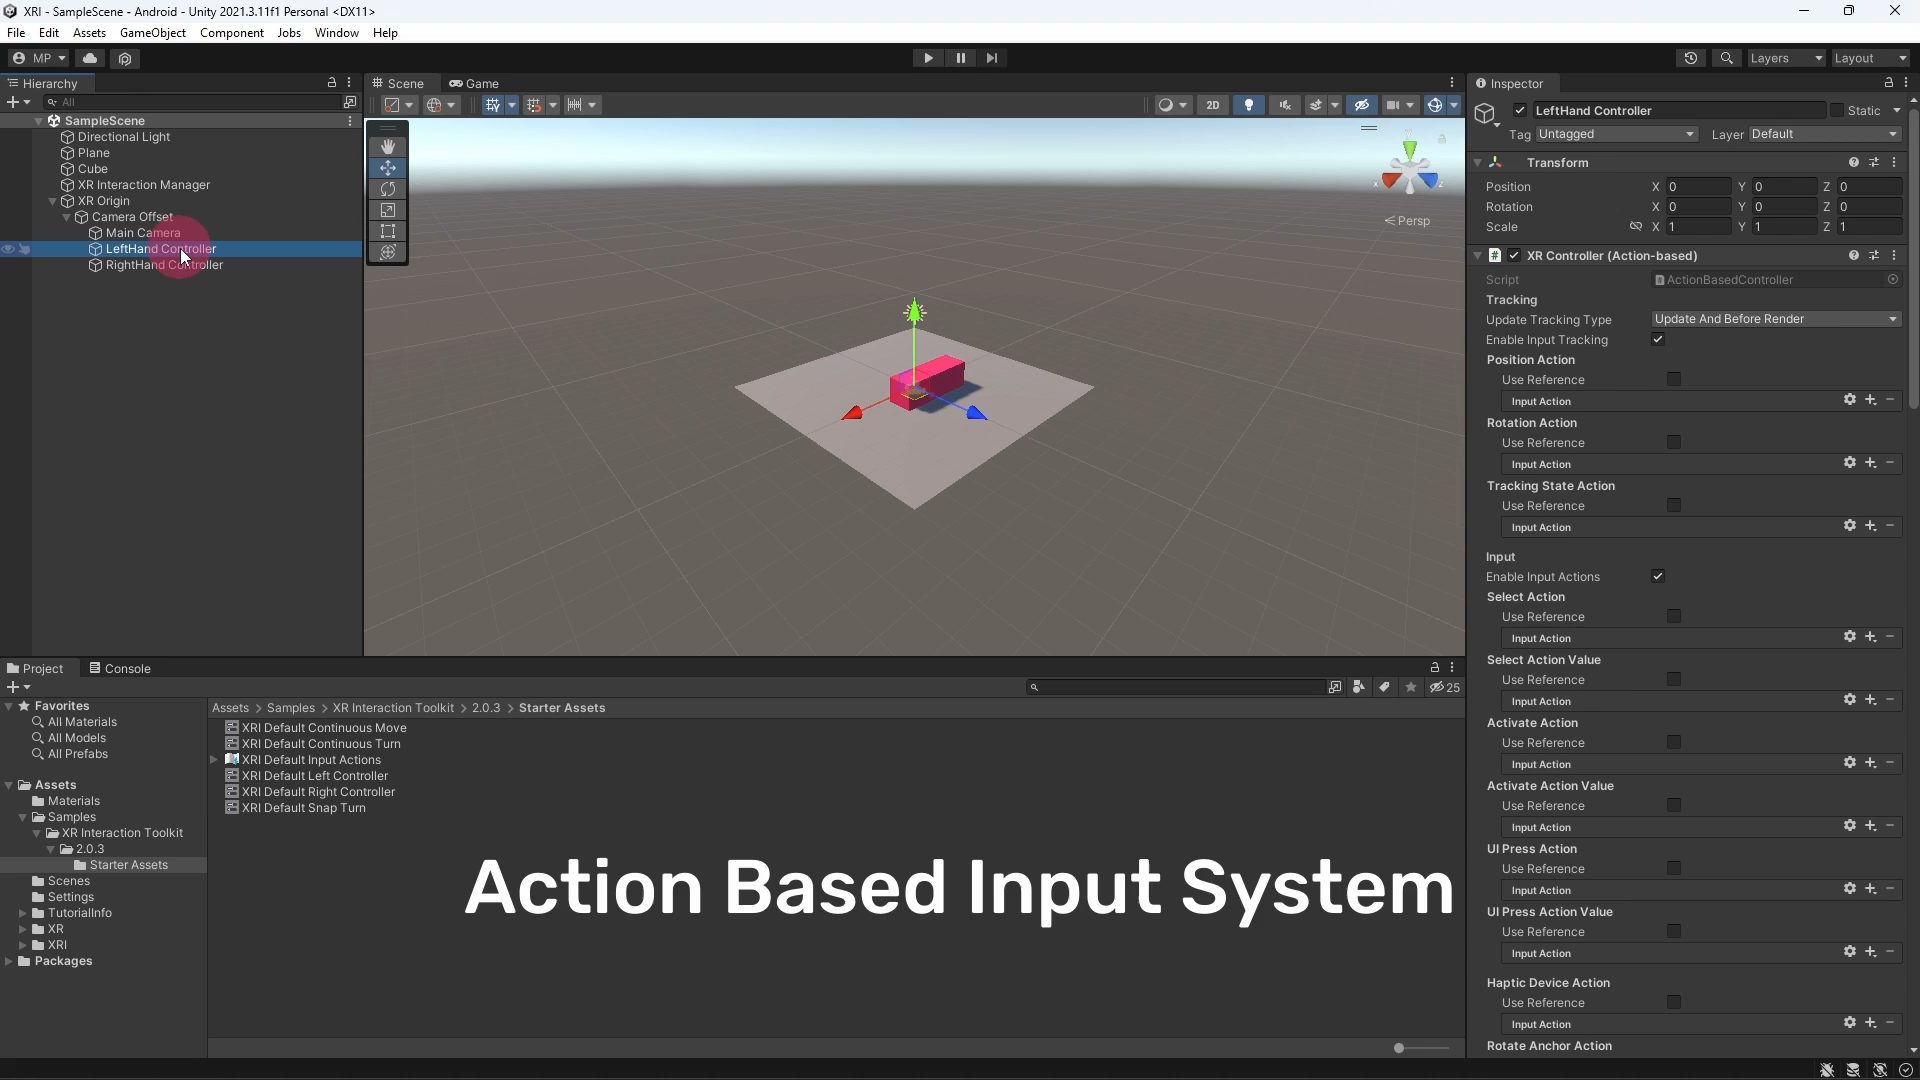 XRI - SampleScene - Android - Unity 2021.3.11f1 Personal <DX11>
File Edit Assets GameObject Component Jobs Window Help
MP
Layers
Layout
Hierarchy
All
SampleScene
Directional Light
Plane
Cube
XR Interaction Manager
XR Origin
Camera Offset
Main Camera
LeftHand Controller
RightHand Controller
Scene
Game
2D
y
x
z
Persp
Inspector
LeftHand Controller
Static
Tag Untagged
Layer Default
Transform
Position X 0 Y 0 Z 0
Rotation X 0 Y 0 Z 0
Scale X 1 Y 1 Z 1
XR Controller (Action-based)
Script ActionBasedController
Tracking
Update Tracking Type Update And Before Render
Enable Input Tracking
Position Action
Use Reference
Input Action
Rotation Action
Use Reference
Input Action
Tracking State Action
Use Reference
Input Action
Input
Enable Input Actions
Select Action
Use Reference
Input Action
Select Action Value
Use Reference
Input Action
Activate Action
Use Reference
Input Action
Activate Action Value
Use Reference
Input Action
UI Press Action
Use Reference
Input Action
UI Press Action Value
Use Reference
Input Action
Haptic Device Action
Use Reference
Input Action
Rotate Anchor Action
Project
Console
25
Favorites
All Materials
All Models
All Prefabs
Assets
Materials
Samples
XR Interaction Toolkit
2.0.3
Starter Assets
Scenes
Settings
TutorialInfo
XR
XRI
Packages
Assets > Samples > XR Interaction Toolkit > 2.0.3 > Starter Assets
XRI Default Continuous Move
XRI Default Continuous Turn
XRI Default Input Actions
XRI Default Left Controller
XRI Default Right Controller
XRI Default Snap Turn
Action Based Input System